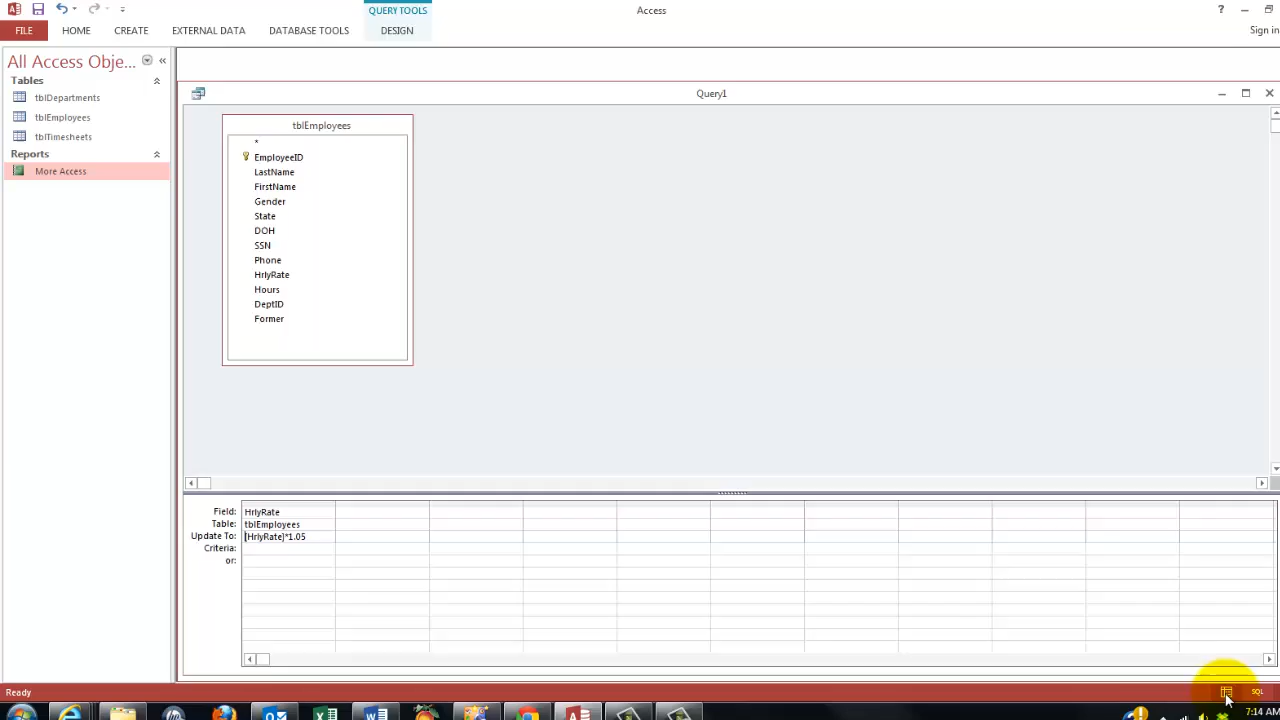 QUERY TOOLS
Access
?
FILE
HOME
CREATE
EXTERNAL DATA
DATABASE TOOLS
DESIGN
Sign in
All Access Obje...
Tables
tblDepartments
tblEmployees
tblTimesheets
Reports
More Access
Query1
tblEmployees
*
EmployeeID
LastName
FirstName
Gender
State
DOH
SSN
Phone
HrlyRate
Hours
DeptID
Former
Field: HrlyRate
Table: tblEmployees
Update To: [HrlyRate]*1.05
Criteria:
or:
Ready
SQL
7:14 AM